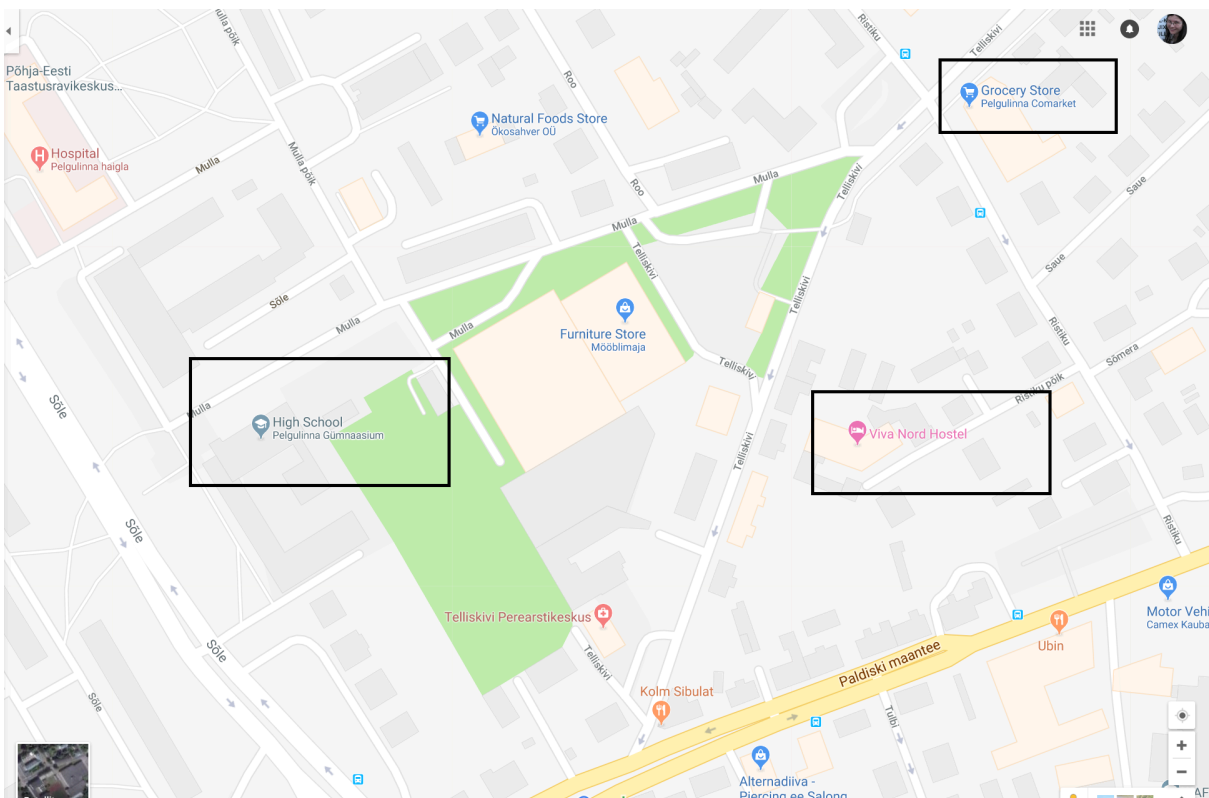 Mulla põik
Ristiku
Telliskivi
Põhja-Eesti
Taastusravikeskus...
Roo
Grocery Store
Pelgulinna Comarket
Natural Foods Store
Ökosahver OÜ
Mulla põik
Hospital
Pelgulinna haigla
Mulla
Roo
Mulla
Telliskivi
Saue
Mulla
Telliskivi
Saue
Söle
Telliskivi
Mulla
Mulla
Furniture Store
Mööblimaja
Ristiku
Telliskivi
Sõmera
Ristiku põik
Sõle
Mulla
High School
Pelgulinna Gümnaasium
Viva Nord Hostel
Telliskivi
Sõle
Ristiku
Telliskivi Perearstikeskus
Motor Vehi
Camex Kauba
Ubin
Sõle
Telliskivi
Paldiski maantee
Kolm Sibulat
Sõle
Tulbi
Alternadiiva -
Piercing.ee Salong